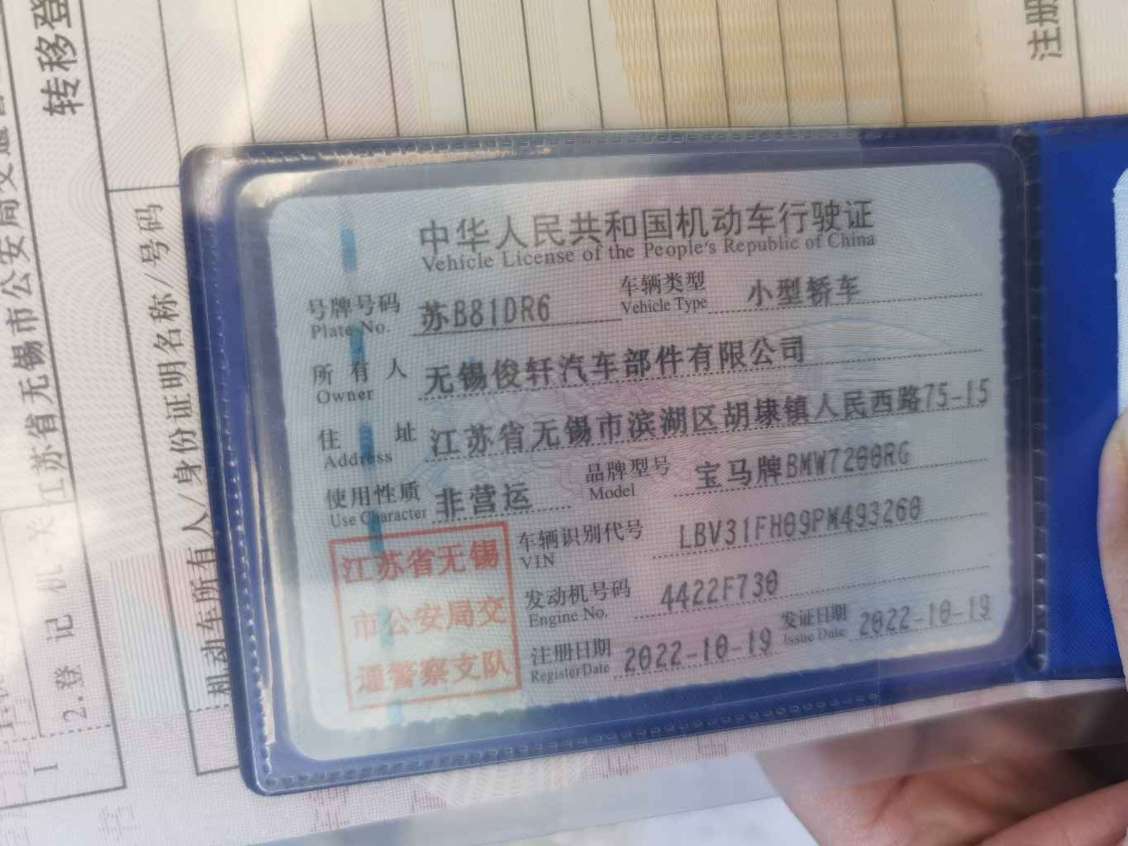 中华人民共和国机动车行驶证
Vehicle License of the People's Republic of China
号牌号码 苏B81DR6 车辆类型 小型轿车
Plate No. Vehicle Type
所有人 无锡俊轩汽车部件有限公司
Owner
住址 江苏省无锡市滨湖区胡埭镇人民西路75-15
Address
使用性质 非营运 品牌型号 宝马牌BMW7200RG
Use Character Model
车辆识别代号 LBV31FH09PM493260
VIN
发动机号码 4422F730
Engine No.
注册日期 2022-10-19 发证日期 2022-10-19
Register Date Issue Date
江苏省无锡
市公安局交
通警察支队
转移登
注册
江苏省无锡市公安局交通警
机动车所有人/身份证明名称/号码
2.登记机关